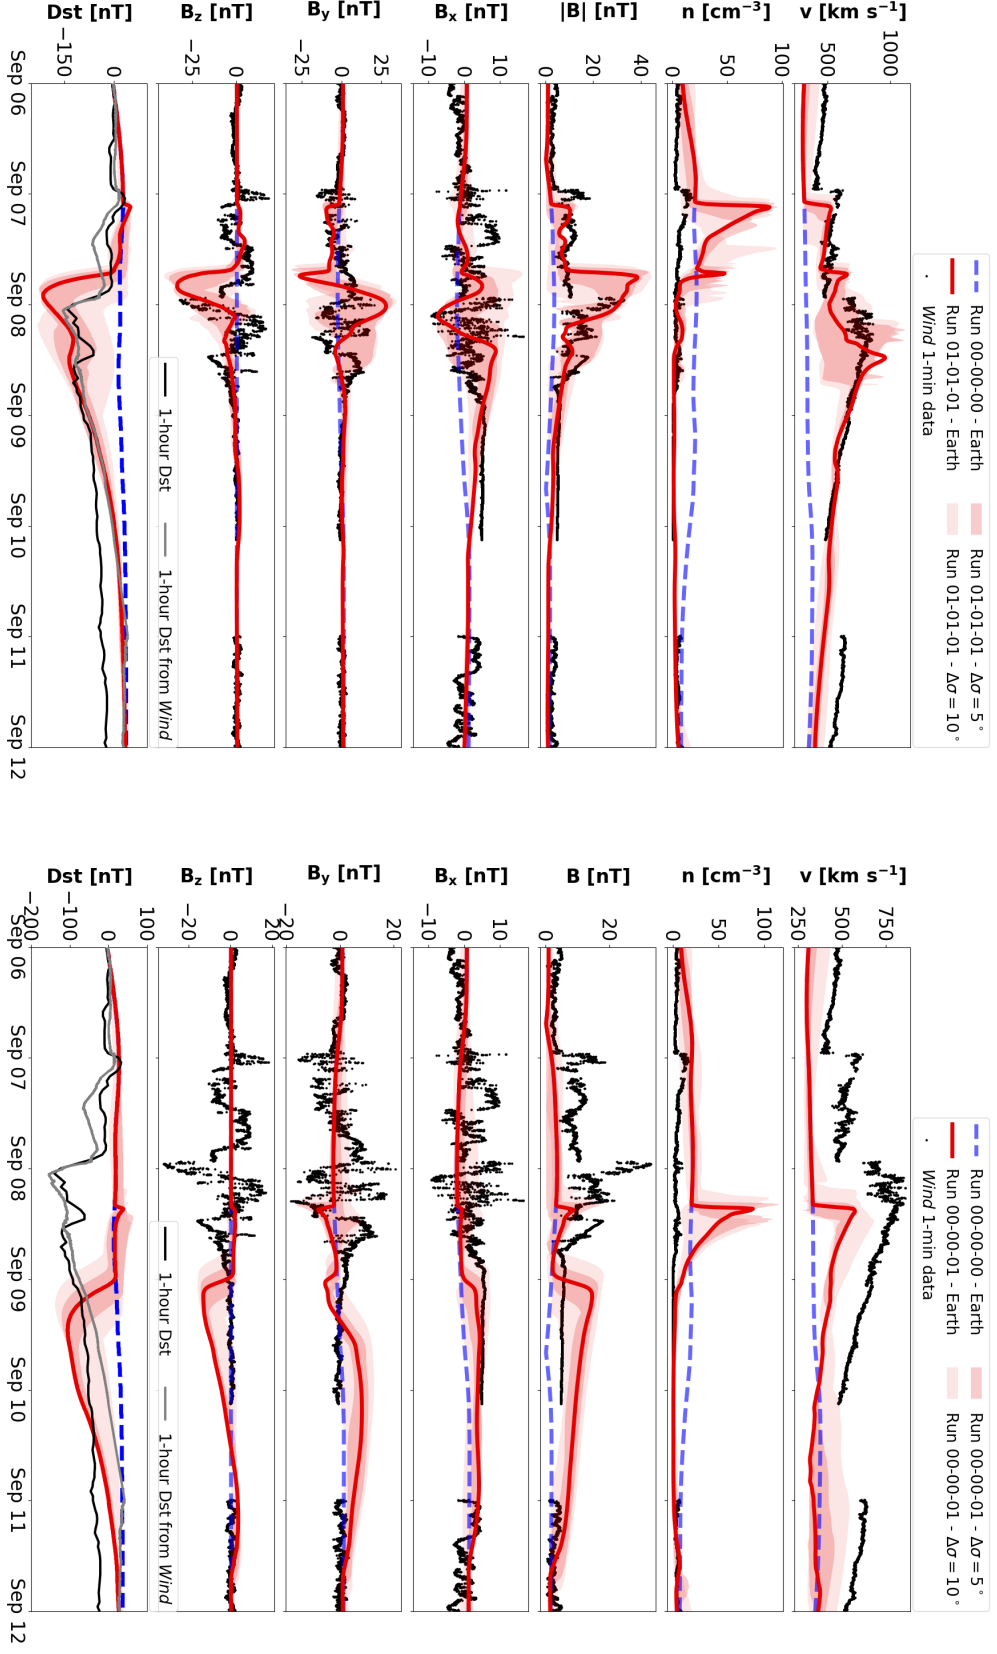 Run 00-00-00 - Earth
Run 01-01-01 - Earth
Wind 1-min data
Run 01-01-01 - Δσ = 5°
Run 01-01-01 - Δσ = 10°
v [km s⁻¹]
1000
500
n [cm⁻³]
100
50
0
|B| [nT]
40
20
0
Bₓ [nT]
10
0
−10
Bᵧ [nT]
25
0
−25
B_z [nT]
0
−25
1-hour Dst
1-hour Dst from Wind
Dst [nT]
0
−150
Sep 06
Sep 07
Sep 08
Sep 09
Sep 10
Sep 11
Sep 12
Run 00-00-00 - Earth
Run 00-00-01 - Earth
Wind 1-min data
Run 00-00-01 - Δσ = 5°
Run 00-00-01 - Δσ = 10°
v [km s⁻¹]
750
500
250
n [cm⁻³]
100
50
0
B [nT]
20
0
Bₓ [nT]
10
0
−10
Bᵧ [nT]
20
0
B_z [nT]
20
0
−20
1-hour Dst
1-hour Dst from Wind
Dst [nT]
100
0
−100
−200
Sep 06
Sep 07
Sep 08
Sep 09
Sep 10
Sep 11
Sep 12